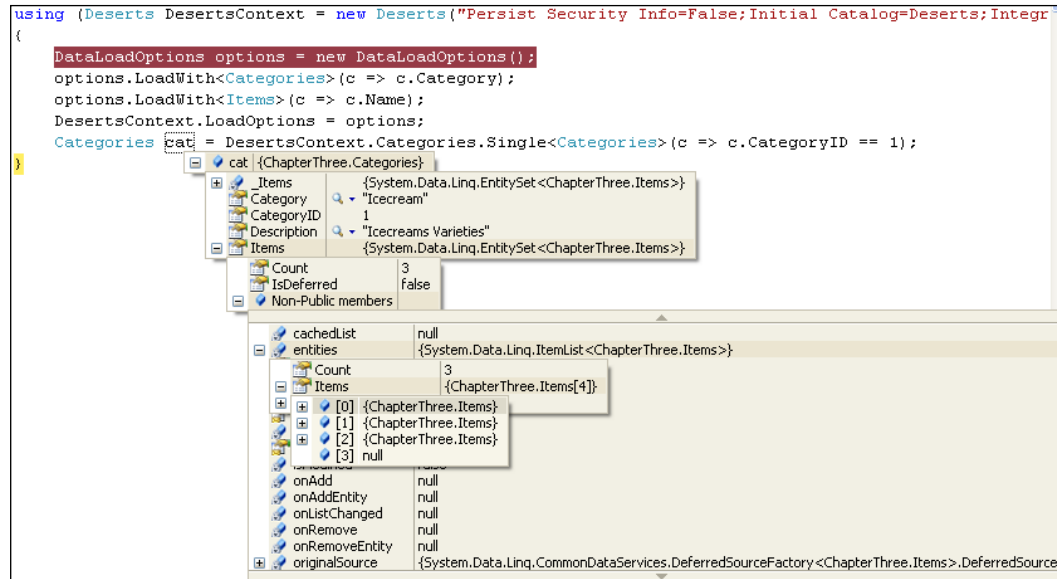 using (Deserts DesertsContext = new Deserts("Persist Security Info=False;Initial Catalog=Deserts;Integr
{
DataLoadOptions options = new DataLoadOptions();
options.LoadWith<Categories>(c => c.Category);
options.LoadWith<Items>(c => c.Name);
DesertsContext.LoadOptions = options;
Categories cat = DesertsContext.Categories.Single<Categories>(c => c.CategoryID == 1);
}
cat {ChapterThree.Categories}
_Items {System.Data.Linq.EntitySet<ChapterThree.Items>}
Category "Icecream"
CategoryID 1
Description "Icecreams Varieties"
Items {System.Data.Linq.EntitySet<ChapterThree.Items>}
Count 3
IsDeferred false
Non-Public members
cachedList null
entities {System.Data.Linq.ItemList<ChapterThree.Items>}
Count 3
Items {ChapterThree.Items[4]}
[0] {ChapterThree.Items}
[1] {ChapterThree.Items}
[2] {ChapterThree.Items}
[3] null
onAdd null
onAddEntity null
onListChanged null
onRemove null
onRemoveEntity null
originalSource {System.Data.Linq.CommonDataServices.DeferredSourceFactory<ChapterThree.Items>.DeferredSource